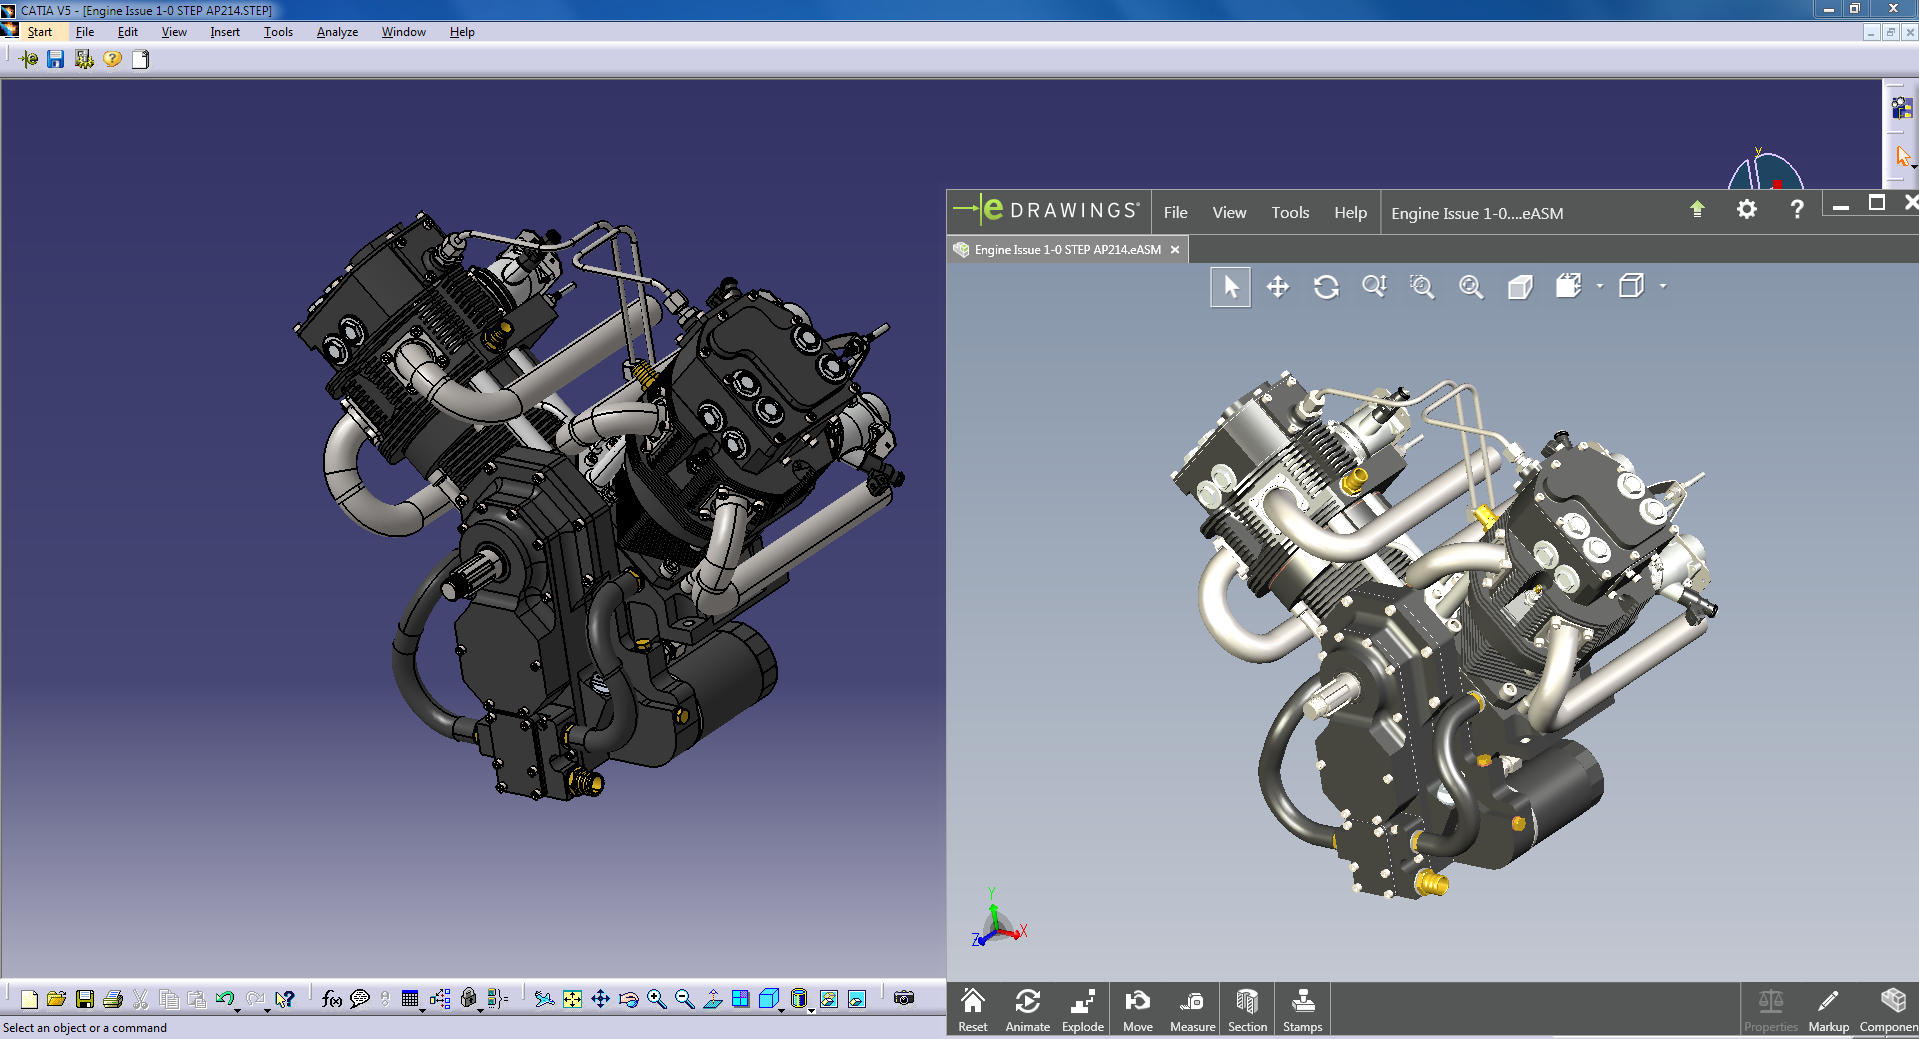 CATIA V5 - [Engine Issue 1-0 STEP AP214.STEP]
Start File Edit View Insert Tools Analyze Window Help
y
eDRAWINGS® File View Tools Help Engine Issue 1-0....eASM ?
Engine Issue 1-0 STEP AP214.eASM
Y
Z X
f(x)
Reset Animate Explode Move Measure Section Stamps Properties Markup Componen
Select an object or a command